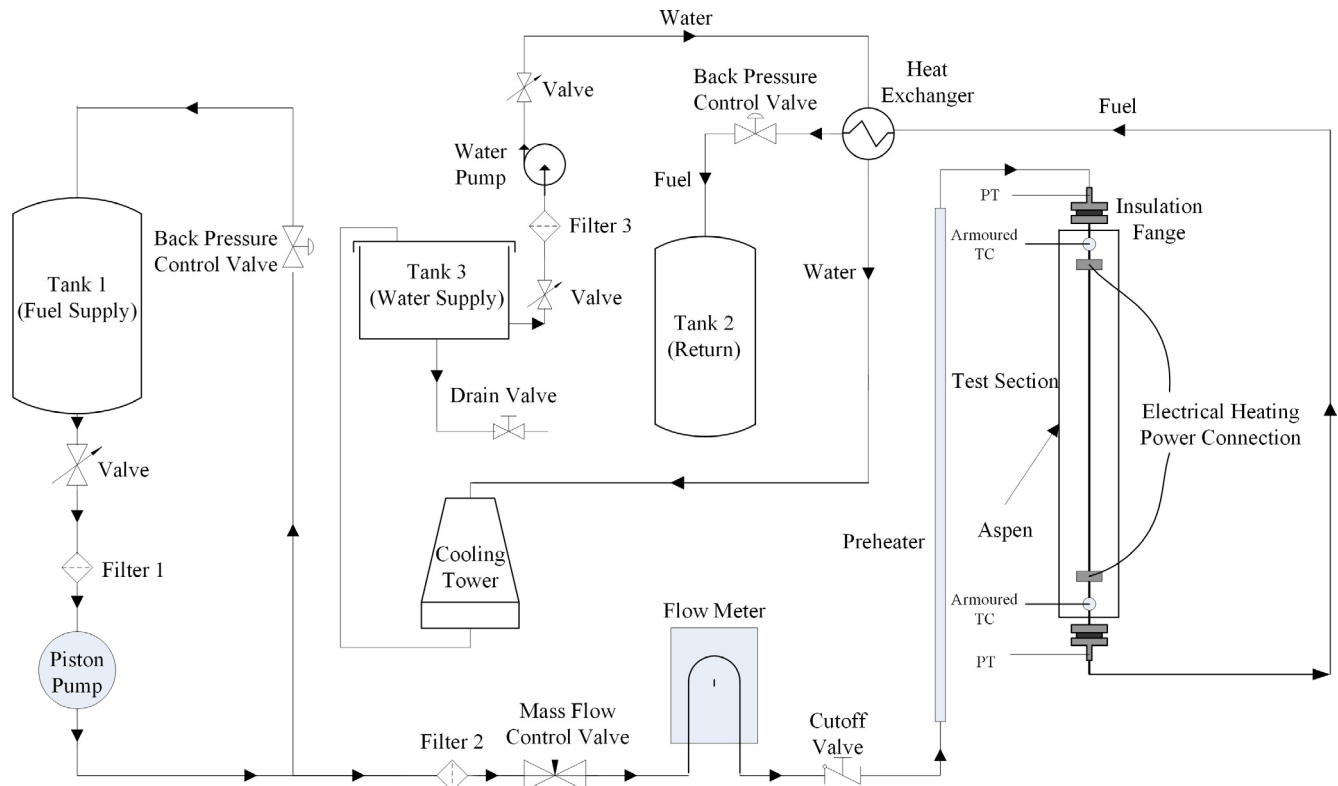 Water
Valve
Back Pressure
Control Valve
Heat
Exchanger
Fuel
Water
Pump
Fuel
PT
Insulation
Fange
Filter 3
Back Pressure
Control Valve
Armoured
TC
Tank 1
(Fuel Supply)
Tank 3
(Water Supply)
Valve
Water
Tank 2
(Return)
Test Section
Drain Valve
Electrical Heating
Power Connection
Valve
Aspen
Preheater
Cooling
Tower
Filter 1
Armoured
TC
Flow Meter
Piston
Pump
PT
Filter 2
Mass Flow
Control Valve
Cutoff
Valve